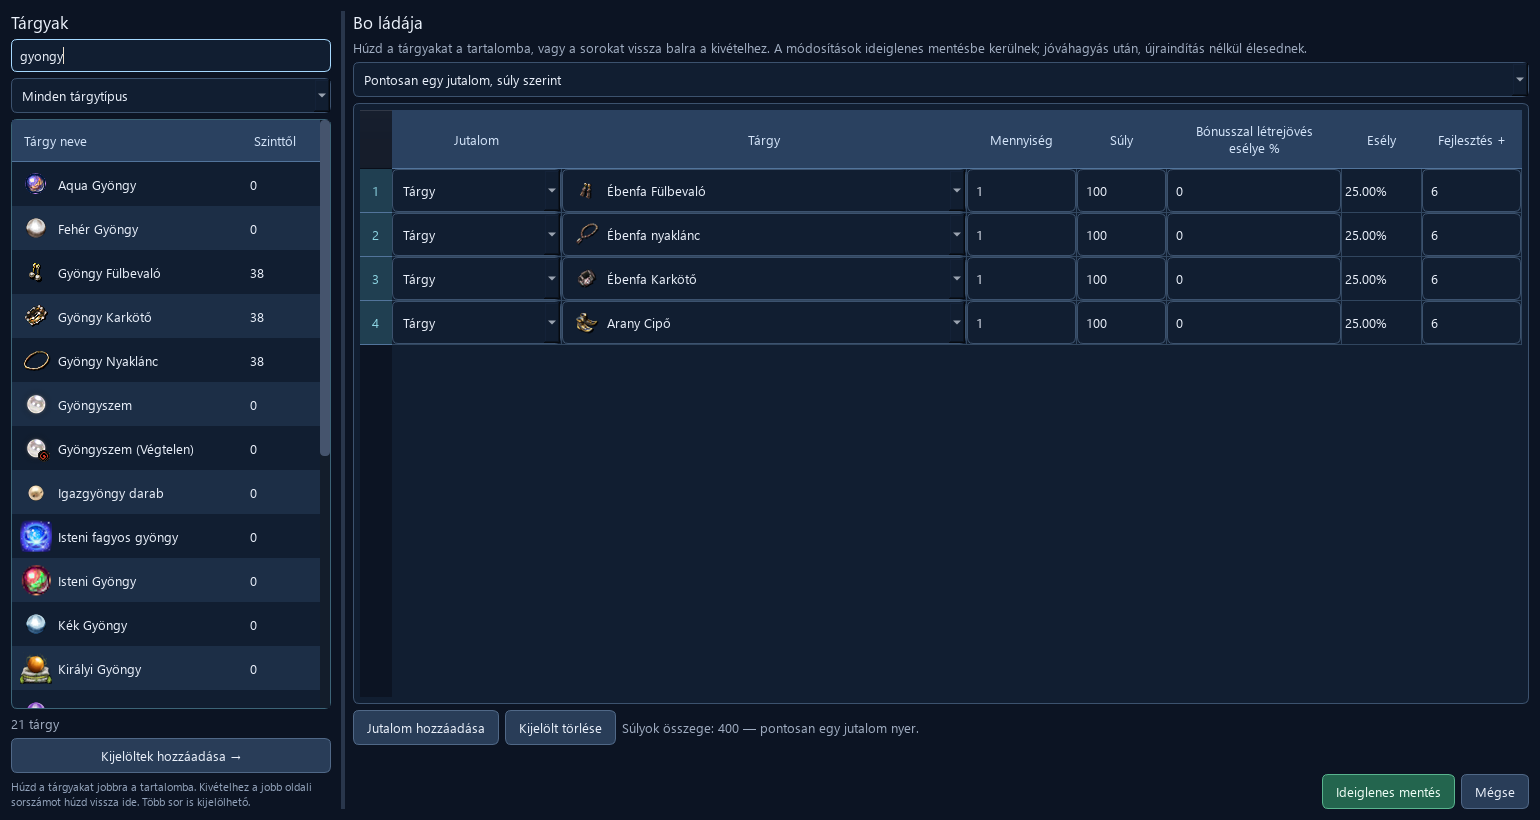 Tárgyak
gyongy
Minden tárgytípus
Tárgy neve Szinttől
Aqua Gyöngy 0
Fehér Gyöngy 0
Gyöngy Fülbevaló 38
Gyöngy Karkötő 38
Gyöngy Nyaklánc 38
Gyöngyszem 0
Gyöngyszem (Végtelen) 0
Igazgyöngy darab 0
Isteni fagyos gyöngy 0
Isteni Gyöngy 0
Kék Gyöngy 0
Királyi Gyöngy 0
21 tárgy
Kijelöltek hozzáadása →
Húzd a tárgyakat jobbra a tartalomba. Kivételhez a jobb oldali
sorszámot húzd vissza ide. Több sor is kijelölhető.
Bo ládája
Húzd a tárgyakat a tartalomba, vagy a sorokat vissza balra a kivételhez. A módosítások ideiglenes mentésbe kerülnek; jóváhagyás után, újraindítás nélkül élesednek.
Pontosan egy jutalom, súly szerint
Jutalom Tárgy Mennyiség Súly Bónusszal létrejövés
esélye % Esély Fejlesztés +
1 Tárgy Ébenfa Fülbevaló 1 100 0 25.00% 6
2 Tárgy Ébenfa nyaklánc 1 100 0 25.00% 6
3 Tárgy Ébenfa Karkötő 1 100 0 25.00% 6
4 Tárgy Arany Cipő 1 100 0 25.00% 6
Jutalom hozzáadása Kijelölt törlése Súlyok összege: 400 — pontosan egy jutalom nyer.
Ideiglenes mentés Mégse